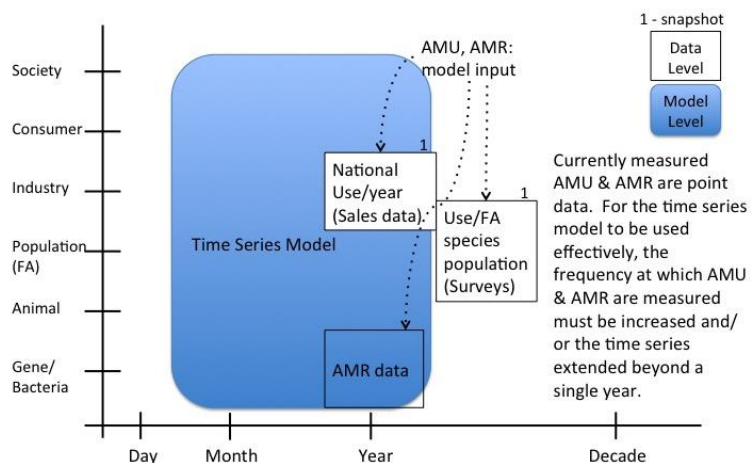 1 - snapshot
Data
Level
Model
Level
AMU, AMR:
model input
Society
Consumer
Industry
Population
(FA)
Animal
Gene/
Bacteria
1
National
Use/year
(Sales data)
1
Use/FA
species
population
(Surveys)
Time Series Model
AMR data
Currently measured
AMU & AMR are point
data. For the time series
model to be used
effectively, the
frequency at which AMU
& AMR are measured
must be increased and/
or the time series
extended beyond a
single year.
Day
Month
Year
Decade